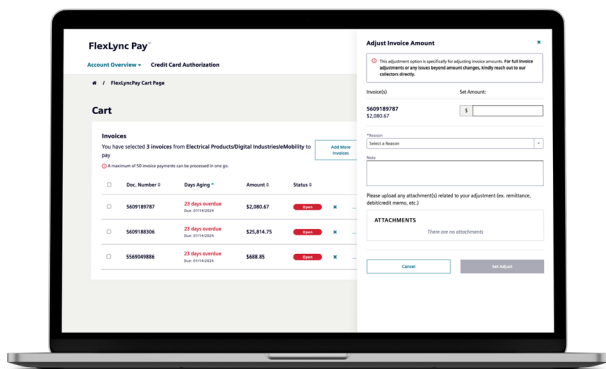 FlexLync Pay
Account Overview
Credit Card Authorization
/ FlexLyncPay Cart Page
Cart
Invoices
You have selected 3 invoices from Electrical Products/Digital Industries/eMobility to
pay
Add More
Invoices
A maximum of 50 invoice payments can be processed in one go.
Doc. Number
Days Aging
Amount
Status
5609189787
23 days overdue
Due: 01/14/2024
$2,080.67
Open
5609188306
23 days overdue
Due: 01/14/2024
$25,814.75
Open
5569049886
23 days overdue
Due: 01/14/2024
$688.85
Open
Adjust Invoice Amount
This adjustment option is specifically for adjusting invoice amounts. For full invoice
adjustments or any issues beyond amount changes, kindly reach out to our
collectors directly.
Invoice(s)
Set Amount:
5609189787
$2,080.67
$
*Reason
Select a Reason
Note
Please upload any attachment(s) related to your adjustment (ex. remittance,
debit/credit memo, etc.)
ATTACHMENTS
There are no attachments
Cancel
Set Adjust